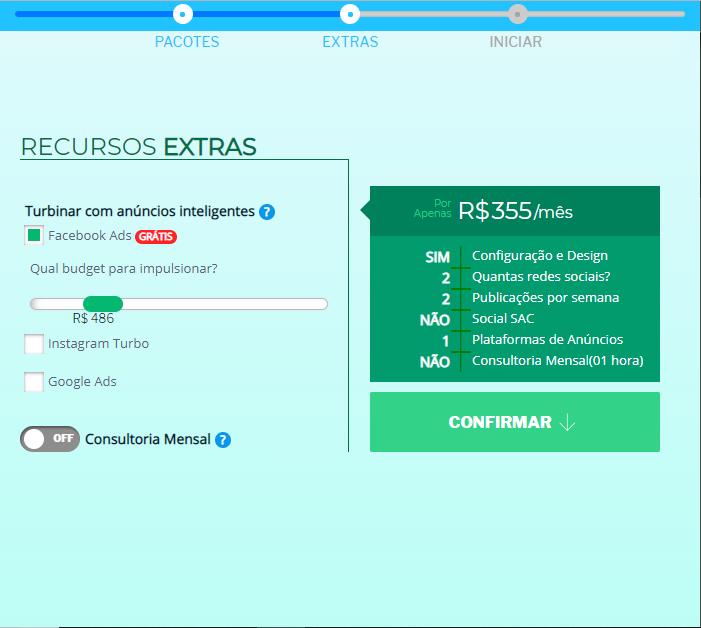 PACOTES
EXTRAS
INICIAR
RECURSOS EXTRAS
Turbinar com anúncios inteligentes ?
Facebook Ads GRÁTIS
Qual budget para impulsionar?
R$ 486
Instagram Turbo
Google Ads
OFF Consultoria Mensal ?
Por Apenas R$355/mês
SIM Configuração e Design
2 Quantas redes sociais?
2 Publicações por semana
NÃO Social SAC
1 Plataformas de Anúncios
NÃO Consultoria Mensal(01 hora)
CONFIRMAR